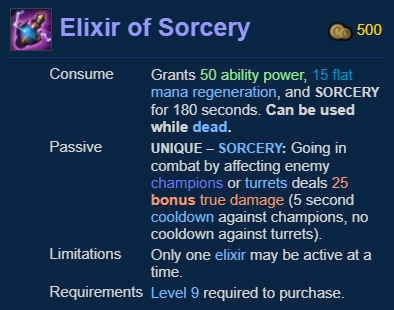 Elixir of Sorcery
500
Consume
Grants 50 ability power, 15 flat
mana regeneration, and SORCERY
for 180 seconds. Can be used
while dead.
Passive
UNIQUE – SORCERY: Going in
combat by affecting enemy
champions or turrets deals 25
bonus true damage (5 second
cooldown against champions, no
cooldown against turrets).
Limitations
Only one elixir may be active at a
time.
Requirements
Level 9 required to purchase.